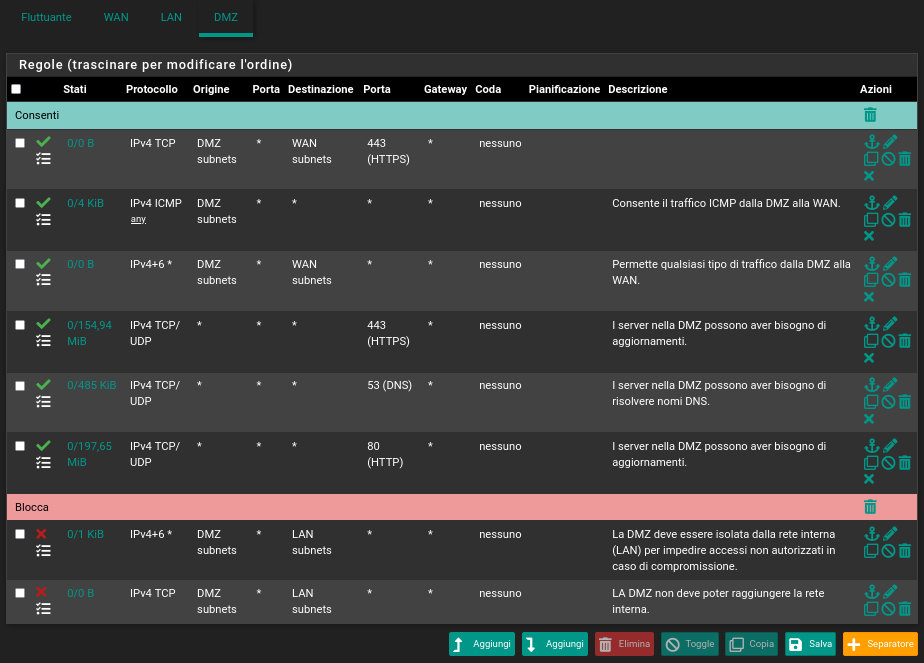 Fluttuante WAN LAN DMZ
Regole (trascinare per modificare l'ordine)
Stati Protocollo Origine Porta Destinazione Porta Gateway Coda Pianificazione Descrizione Azioni
Consenti
0/0 B IPv4 TCP DMZ * WAN 443 * nessuno
subnets subnets (HTTPS)
0/4 KiB IPv4 ICMP DMZ * * * * nessuno Consente il traffico ICMP dalla DMZ alla WAN.
any subnets
0/0 B IPv4+6 * DMZ * WAN * * nessuno Permette qualsiasi tipo di traffico dalla DMZ alla
subnets subnets WAN.
0/154,94 IPv4 TCP/ * * * 443 * nessuno I server nella DMZ possono aver bisogno di
MiB UDP (HTTPS) aggiornamenti.
0/485 KiB IPv4 TCP/ * * * 53 (DNS) * nessuno I server nella DMZ possono aver bisogno di
UDP risolvere nomi DNS.
0/197,65 IPv4 TCP/ * * * 80 * nessuno I server nella DMZ possono aver bisogno di
MiB UDP (HTTP) aggiornamenti.
Blocca
0/1 KiB IPv4+6 * DMZ * LAN * * nessuno La DMZ deve essere isolata dalla rete interna
subnets subnets (LAN) per impedire accessi non autorizzati in
caso di compromissione.
0/0 B IPv4 TCP DMZ * LAN * * nessuno LA DMZ non deve poter raggiungere la rete
subnets subnets interna.
Aggiungi Aggiungi Elimina Toggle Copia Salva Separatore